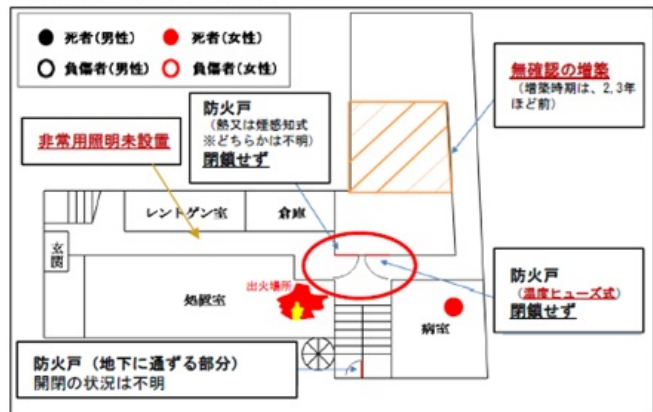 死者(男性)
死者(女性)
負傷者(男性)
負傷者(女性)
無確認の増築
(増築時期は、2,3年
ほど前)
防火戸
(熱又は煙感知式
※どちらかは不明)
閉鎖せず
非常用照明未設置
レントゲン室
倉庫
玄関
出火場所
処置室
病室
防火戸
(温度ヒューズ式)
閉鎖せず
防火戸(地下に通ずる部分)
開閉の状況は不明